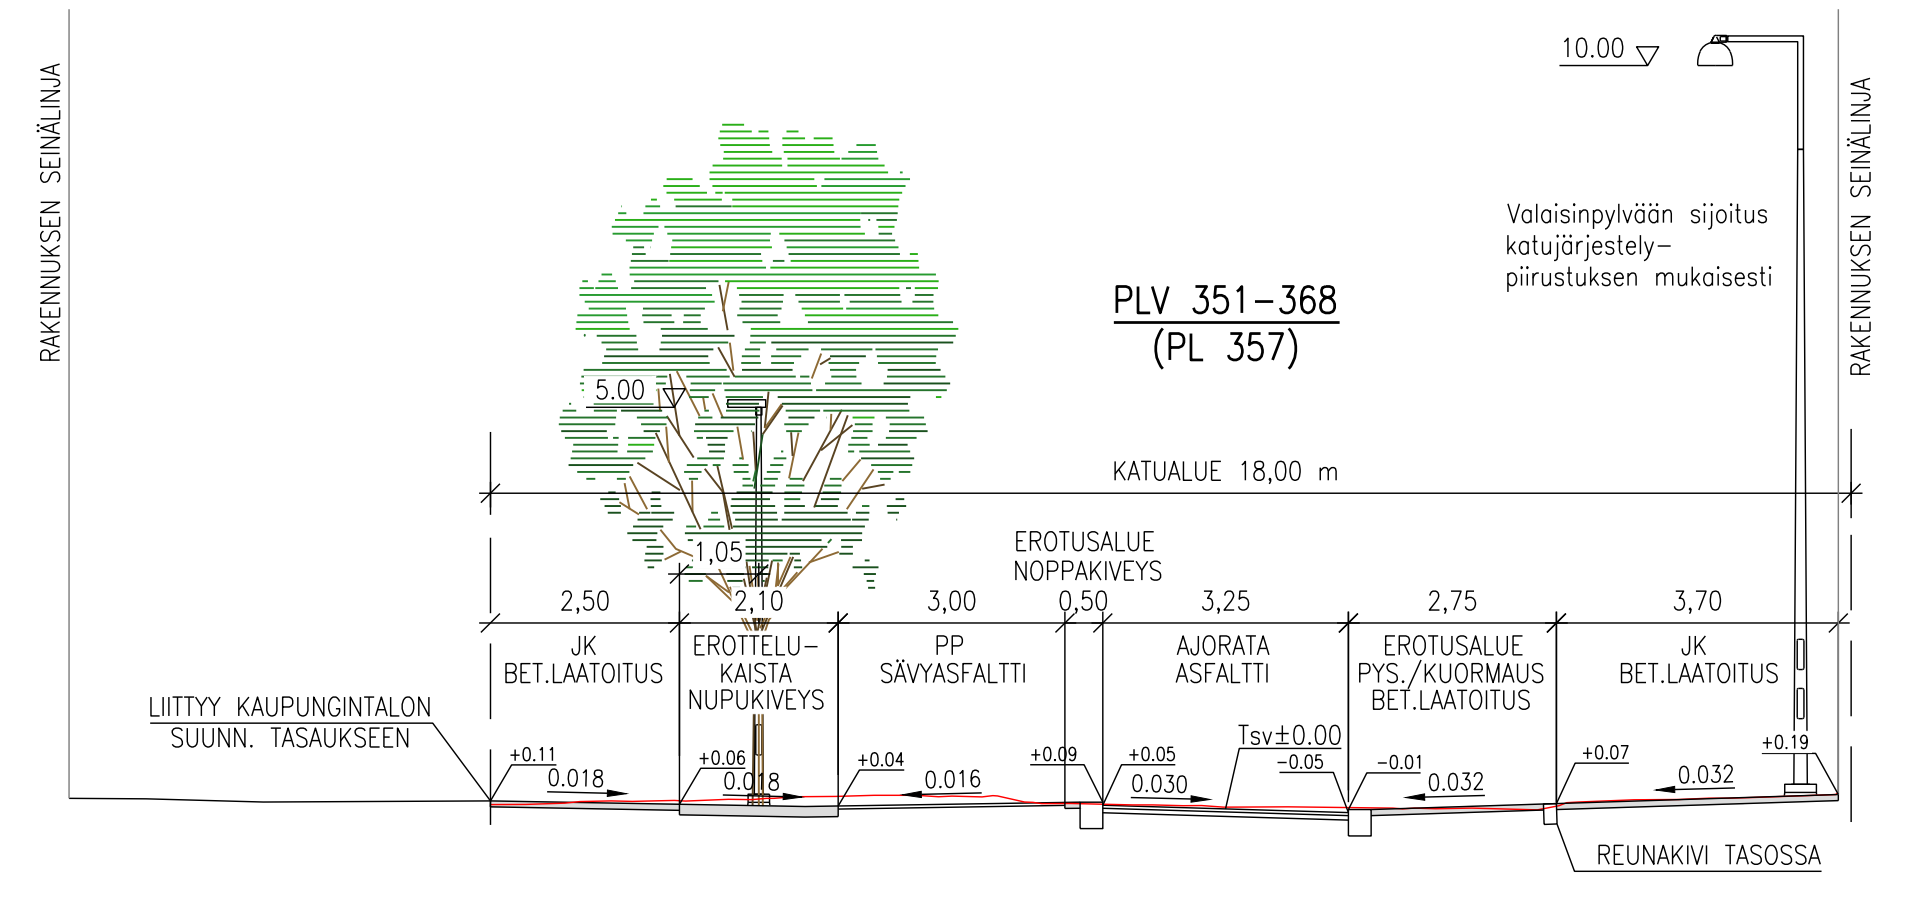 RAKENNUKSEN SEINÄLINJA
10.00
RAKENNUKSEN SEINÄLINJA
Valaisinpylvään sijoitus
katujärjestely-
piirustuksen mukaisesti
PLV 351-368
(PL 357)
5.00
KATUALUE 18,00 m
1,05
EROTUSALUE
NOPPAKIVEYS
2,50
2,10
3,00
0,50
3,25
2,75
3,70
JK
BET.LAATOITUS
EROTTELU-
KAISTA
NUPUKIVEYS
PP
SÄVYASFALTTI
AJORATA
ASFALTTI
EROTUSALUE
PYS./KUORMAUS
BET.LAATOITUS
JK
BET.LAATOITUS
LIITTYY KAUPUNGINTALON
SUUNN. TASAUKSEEN
+0.11
0.018
+0.06
0.018
+0.04
0.016
+0.09
+0.05
0.030
Tsv±0.00
-0.05
-0.01
0.032
+0.07
0.032
+0.19
REUNAKIVI TASOSSA